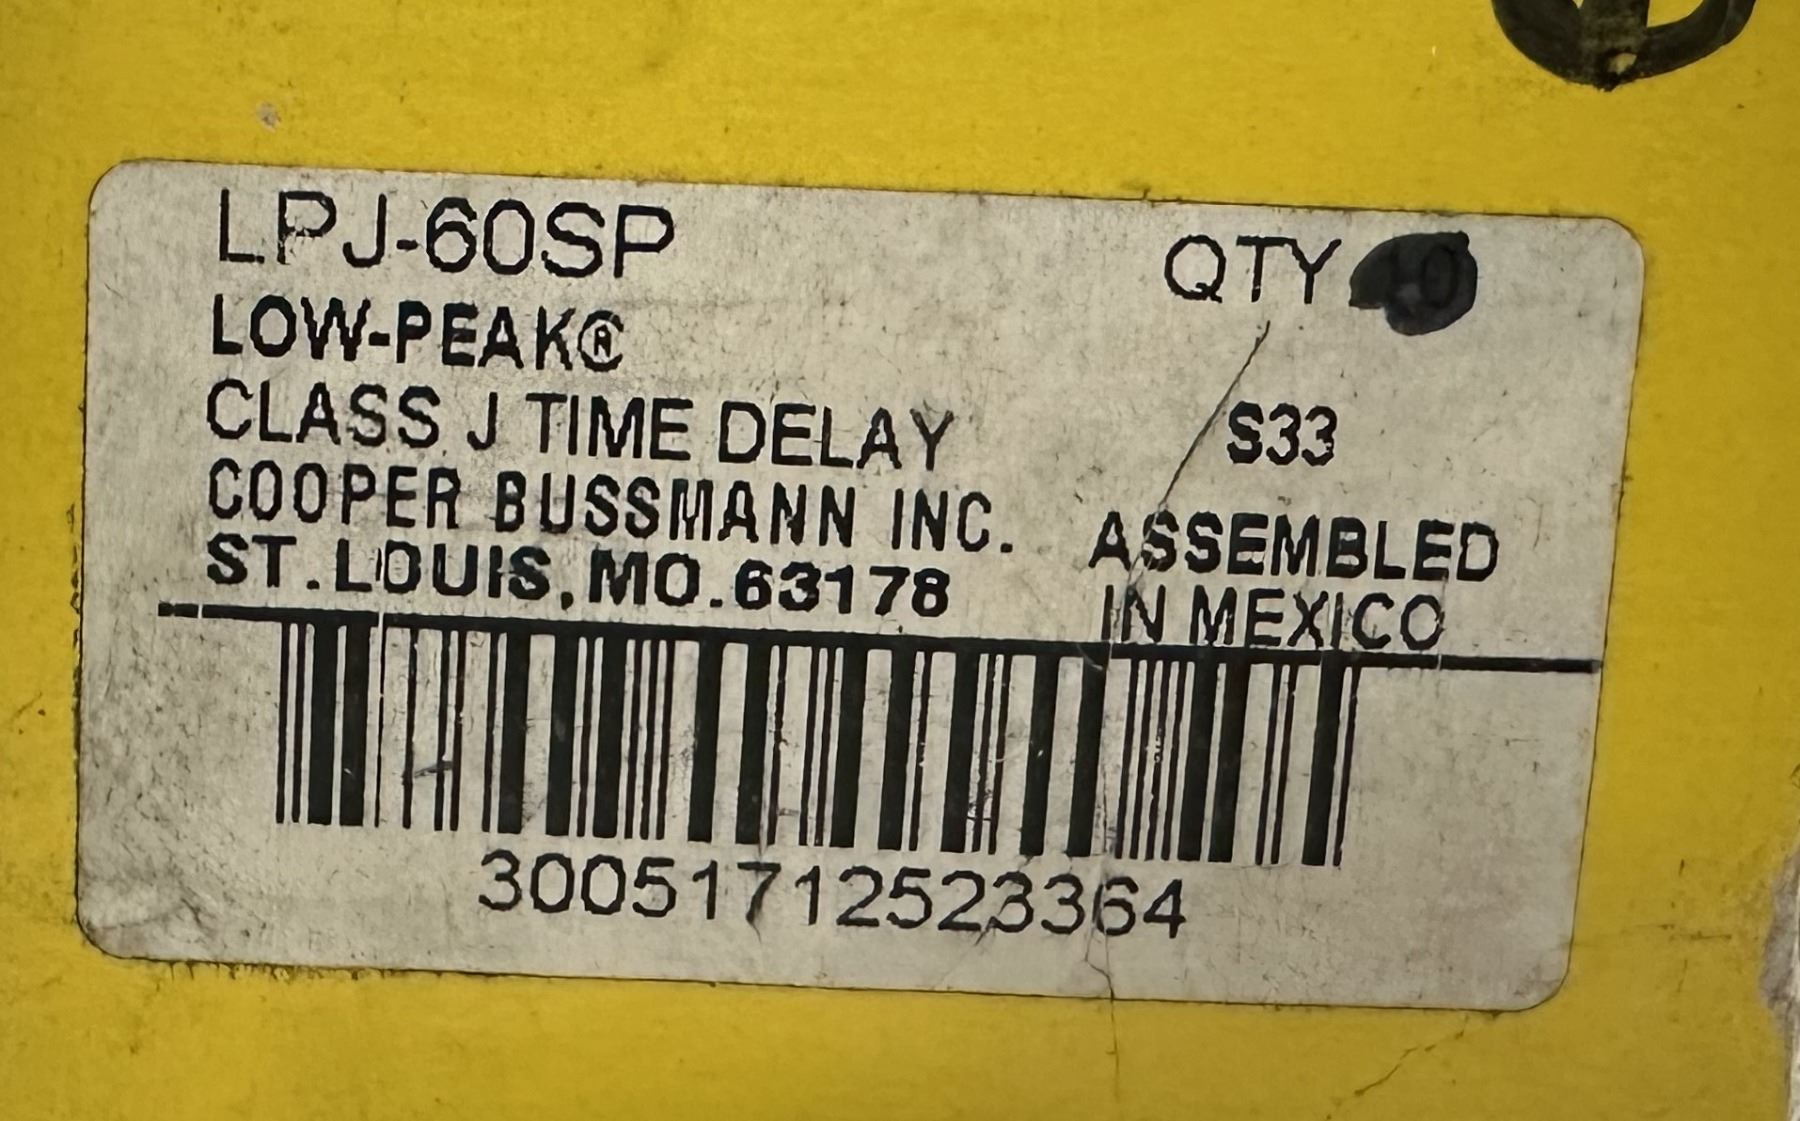 LPJ-60SP
QTY 10
LOW-PEAK®
CLASS J TIME DELAY
S33
COOPER BUSSMANN INC.
ST. LOUIS, MO. 63178
ASSEMBLED
IN MEXICO
30051712523364